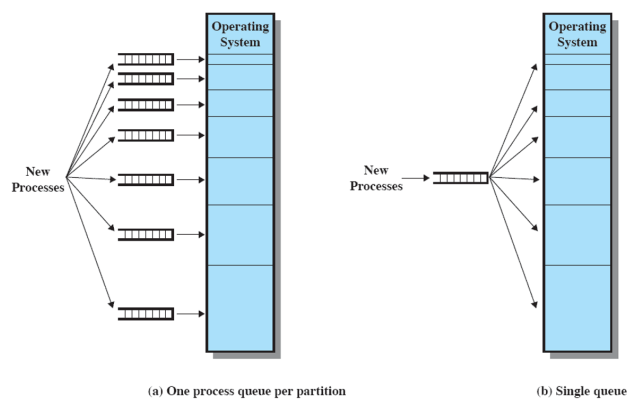 Operating
System
New
Processes
(a) One process queue per partition
Operating
System
New
Processes
(b) Single queue